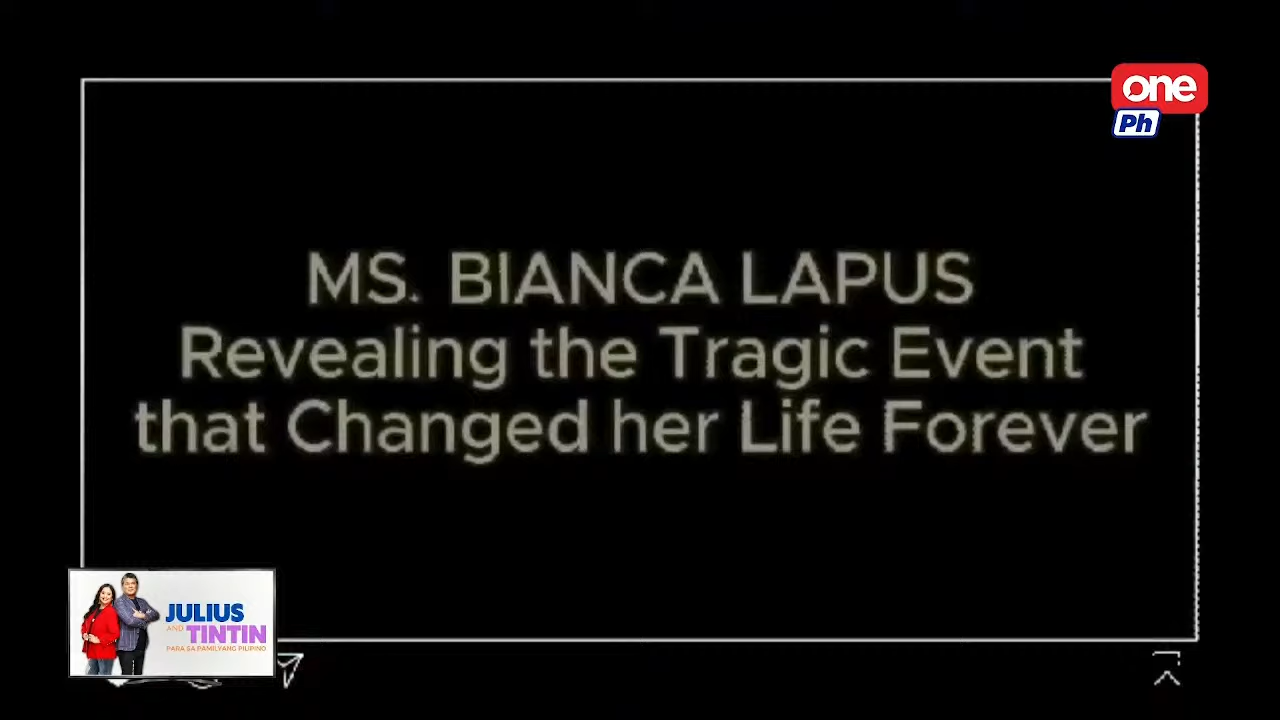 one
Ph
MS. BIANCA LAPUS
Revealing the Tragic Event
that Changed her Life Forever
JULIUS
AND TINTIN
PARA SA PAMILYANG PILIPINO